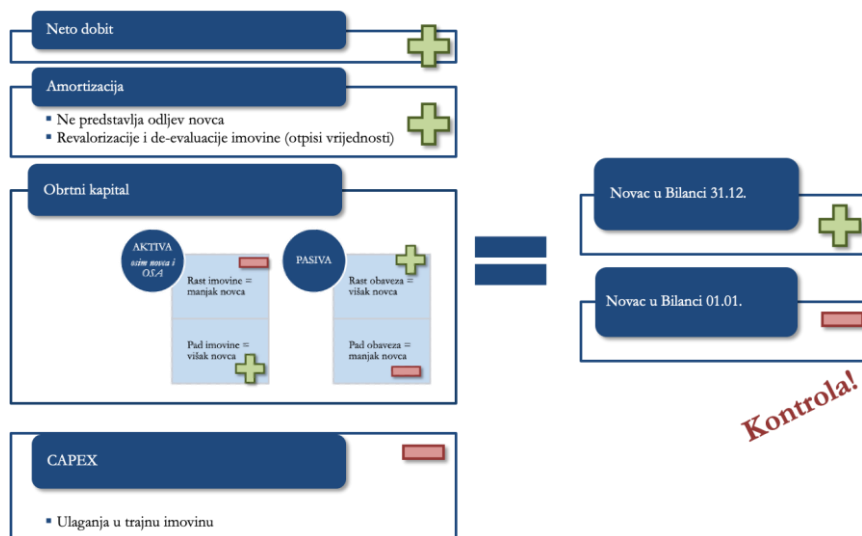 Neto dobit
Amortizacija
▪ Ne predstavlja odljev novca
▪ Revalorizacije i de-evaluacije imovine (otpisi vrijednosti)
Obrtni kapital
AKTIVA
osim novca i
OSA
Rast imovine =
manjak novca
Pad imovine =
višak novca
PASIVA
Rast obaveza =
višak novca
Pad obaveza =
manjak novca
CAPEX
▪ Ulaganja u trajnu imovinu
Novac u Bilanci 31.12.
Novac u Bilanci 01.01.
Kontrola!